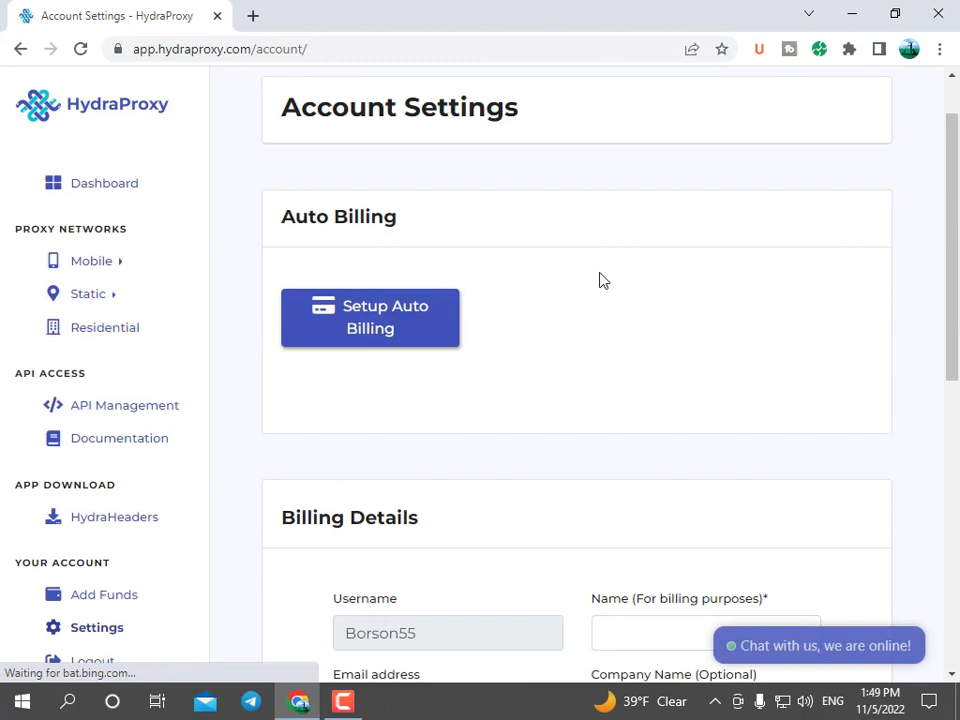 Account Settings - HydraProxy
app.hydraproxy.com/account/
HydraProxy
Dashboard
PROXY NETWORKS
Mobile
Static
Residential
API ACCESS
API Management
Documentation
APP DOWNLOAD
HydraHeaders
YOUR ACCOUNT
Add Funds
Settings
Logout
Account Settings
Auto Billing
Setup Auto
Billing
Billing Details
Username
Name (For billing purposes)*
Borson55
Email address
Company Name (Optional)
Chat with us, we are online!
Waiting for bat.bing.com...
39°F Clear
ENG
1:49 PM
11/5/2022